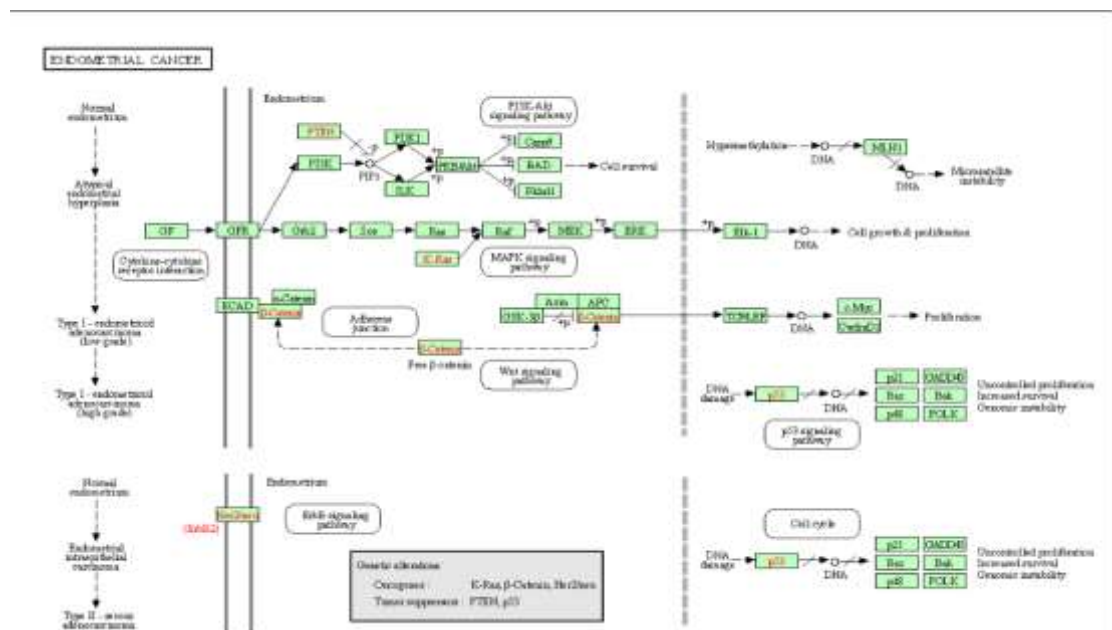 ENDOMETRIAL CANCER
Normal
endometrium
Atypical
endometrial
hyperplasia
Type I - endometrioid
adenocarcinoma
(low grade)
Type I - endometrioid
adenocarcinoma
(high grade)
Endometrium
PTEN
PI3K
PIP3
PDK1
ILK
PKB/Akt
PI3K-Akt
signaling pathway
Casp9
BAD
Cell survival
Hypermethylation
DNA
MLH1
DNA
Microsatellite
instability
GF
GFR
Grb2
Sos
Ras
Raf
MEK
ERK
Elk-1
DNA
Cell growth & proliferation
K-Ras
MAPK signaling
pathway
Cytokine-cytokine
receptor interaction
ECAD
α-Catenin
β-Catenin
Adherens
junction
β-Catenin
Free β-catenin
Wnt signaling
pathway
Axin
APC
GSK-3β
β-Catenin
TCF/LEF
DNA
c-Myc
CyclinD1
Proliferation
DNA
damage
p53
DNA
p21
GADD45
Bax
Bak
p48
POLK
Uncontrolled proliferation
Increased survival
Genomic instability
p53 signaling
pathway
Normal
endometrium
Endometrial
intraepithelial
carcinoma
Type II - serous
adenocarcinoma
Endometrium
Her2/neu
(ErbB2)
ErbB signaling
pathway
Cell cycle
DNA
damage
p53
DNA
p21
GADD45
Bax
Bak
p48
POLK
Uncontrolled proliferation
Increased survival
Genomic instability
Genetic alterations
Oncogenes : K-Ras, β-Catenin, Her2/neu
Tumor suppressors : PTEN, p53